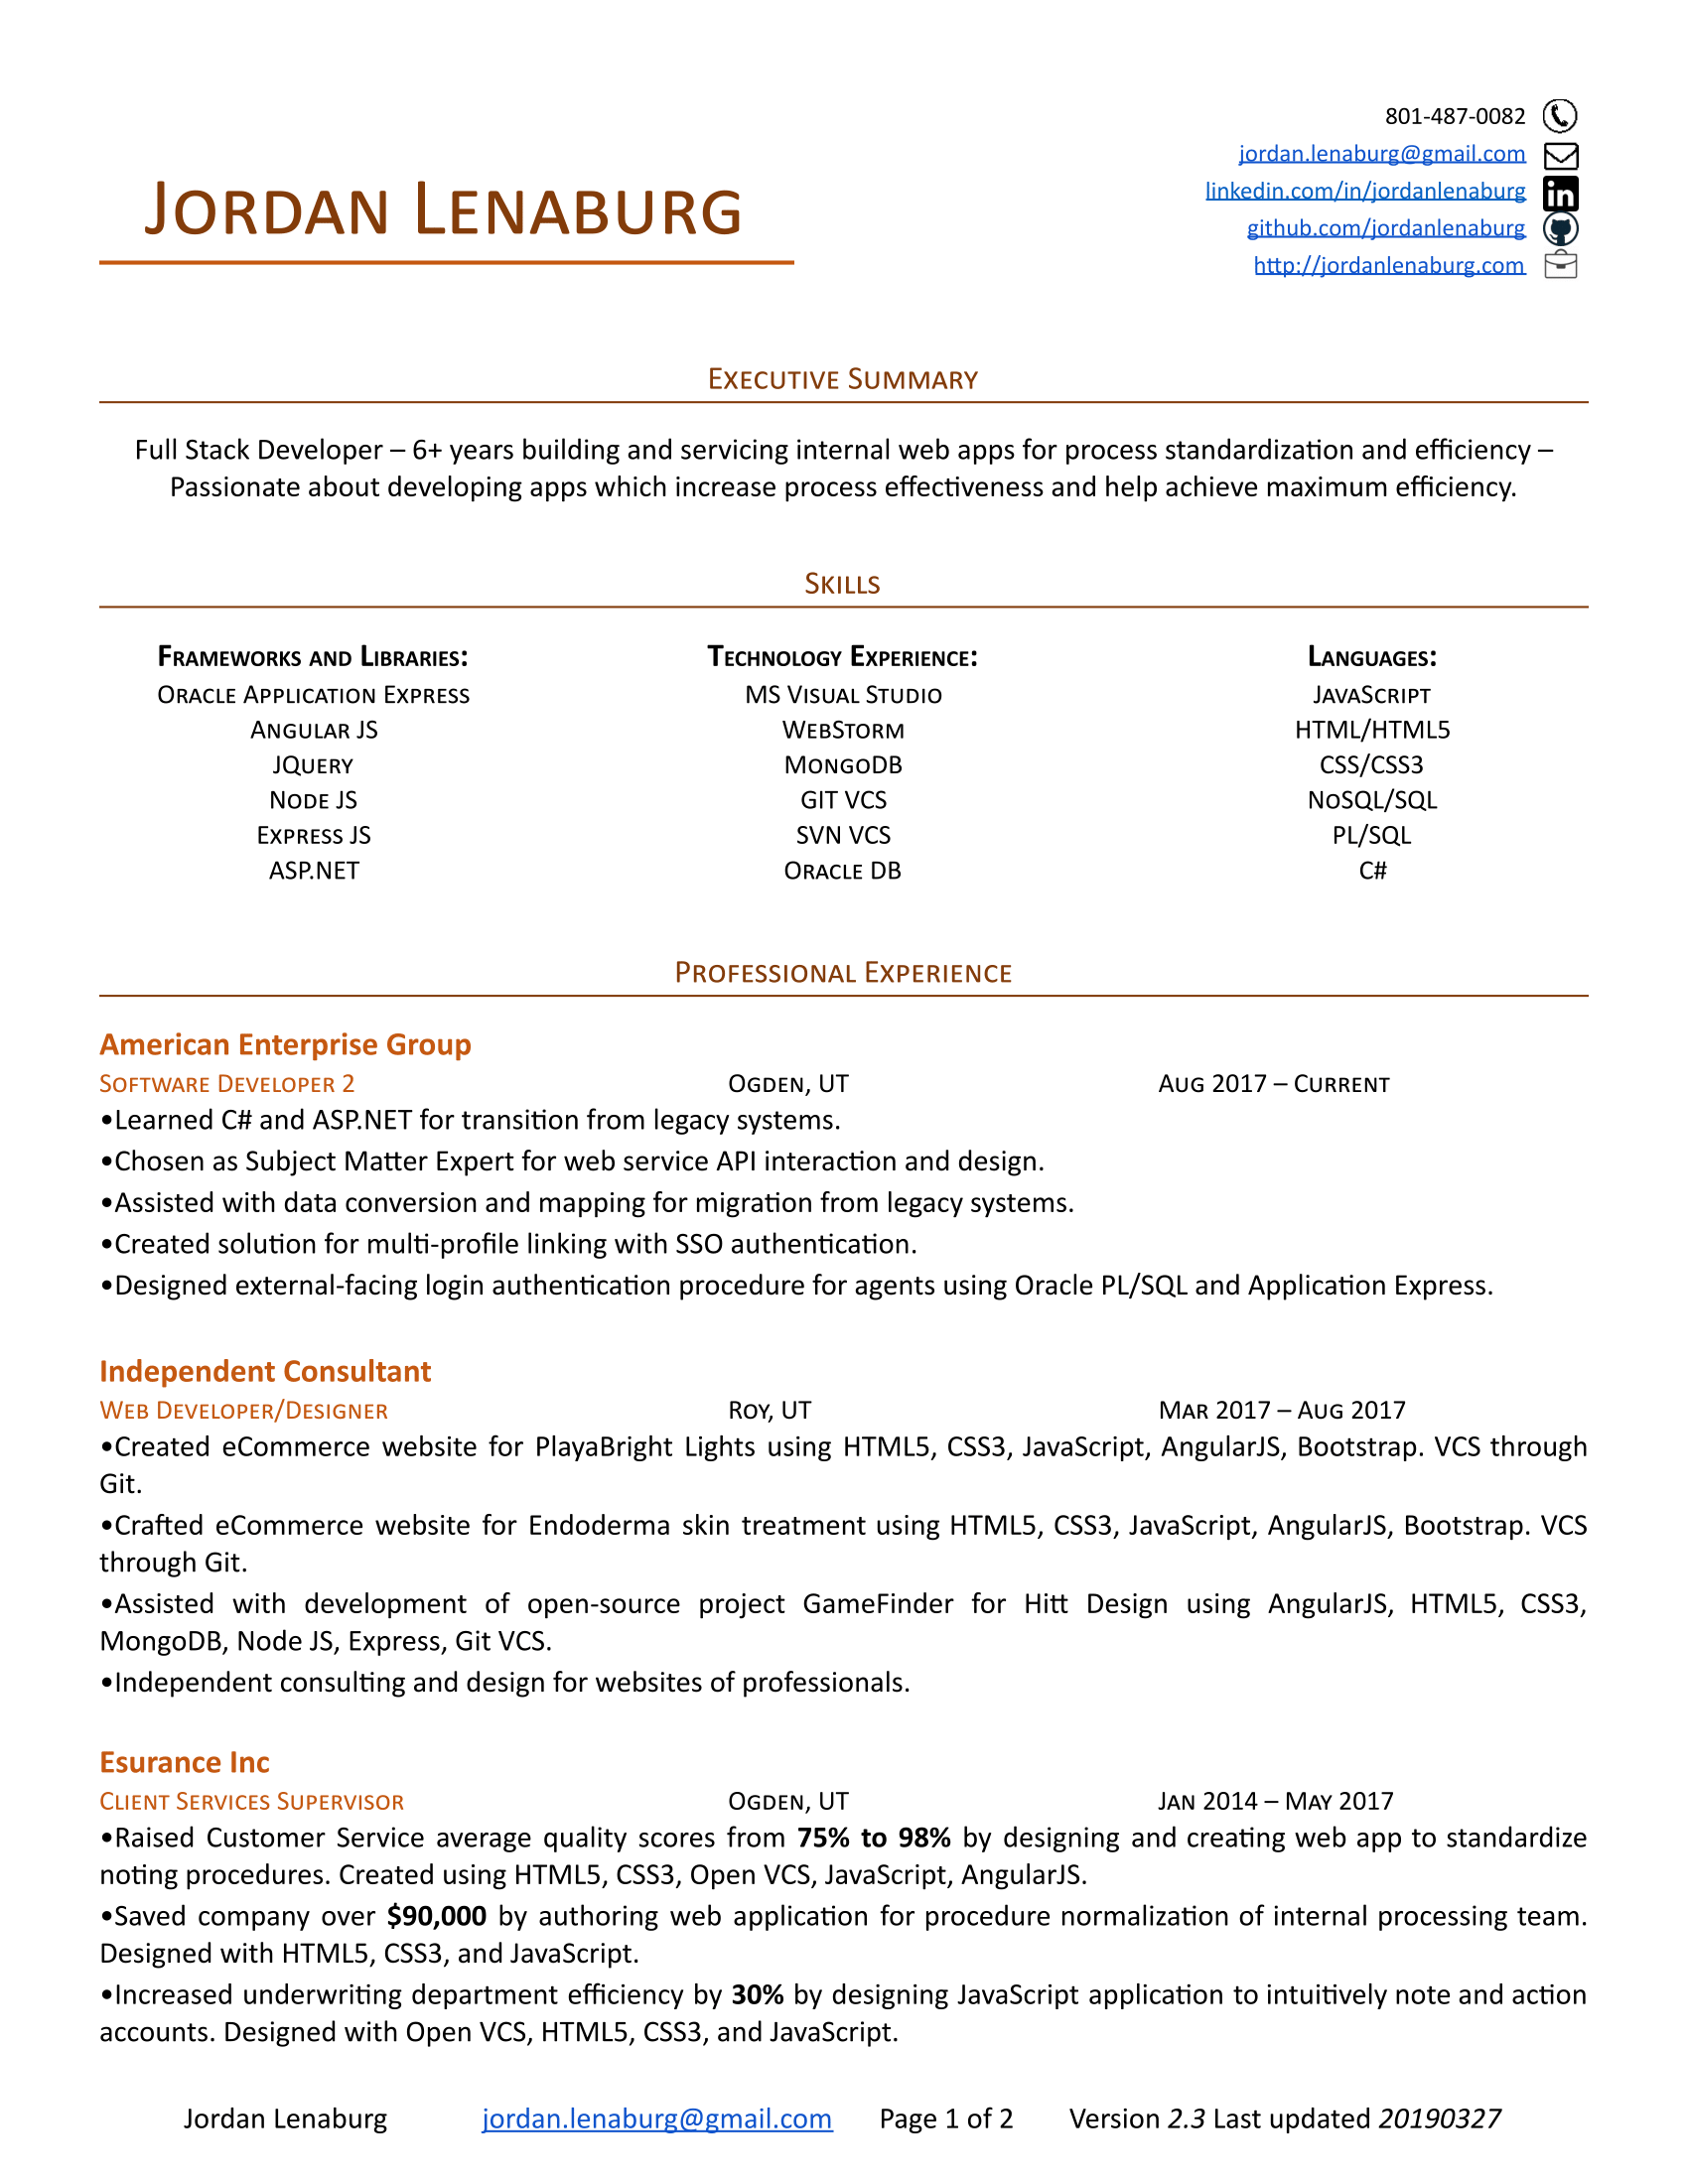 801-487-0082
jordan.lenaburg@gmail.com
linkedin.com/in/jordanlenaburg
github.com/jordanlenaburg
http://jordanlenaburg.com
Jordan Lenaburg
Executive Summary
Full Stack Developer – 6+ years building and servicing internal web apps for process standardization and efficiency –
Passionate about developing apps which increase process effectiveness and help achieve maximum efficiency.
Skills
Frameworks and Libraries: Technology Experience: Languages:
Oracle Application Express MS Visual Studio JavaScript
Angular JS WebStorm HTML/HTML5
JQuery MongoDB CSS/CSS3
Node JS GIT VCS NoSQL/SQL
Express JS SVN VCS PL/SQL
ASP.NET Oracle DB C#
Professional Experience
American Enterprise Group
Software Developer 2 Ogden, UT Aug 2017 – Current
•Learned C# and ASP.NET for transition from legacy systems.
•Chosen as Subject Matter Expert for web service API interaction and design.
•Assisted with data conversion and mapping for migration from legacy systems.
•Created solution for multi-profile linking with SSO authentication.
•Designed external-facing login authentication procedure for agents using Oracle PL/SQL and Application Express.
Independent Consultant
Web Developer/Designer Roy, UT Mar 2017 – Aug 2017
•Created eCommerce website for PlayaBright Lights using HTML5, CSS3, JavaScript, AngularJS, Bootstrap. VCS through
Git.
•Crafted eCommerce website for Endoderma skin treatment using HTML5, CSS3, JavaScript, AngularJS, Bootstrap. VCS
through Git.
•Assisted with development of open-source project GameFinder for Hitt Design using AngularJS, HTML5, CSS3,
MongoDB, Node JS, Express, Git VCS.
•Independent consulting and design for websites of professionals.
Esurance Inc
Client Services Supervisor Ogden, UT Jan 2014 – May 2017
•Raised Customer Service average quality scores from 75% to 98% by designing and creating web app to standardize
noting procedures. Created using HTML5, CSS3, Open VCS, JavaScript, AngularJS.
•Saved company over $90,000 by authoring web application for procedure normalization of internal processing team.
Designed with HTML5, CSS3, and JavaScript.
•Increased underwriting department efficiency by 30% by designing JavaScript application to intuitively note and action
accounts. Designed with Open VCS, HTML5, CSS3, and JavaScript.
Jordan Lenaburg jordan.lenaburg@gmail.com Page 1 of 2 Version 2.3 Last updated 20190327